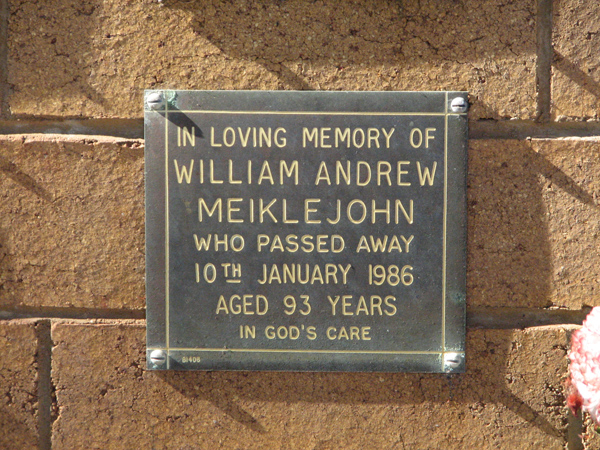 IN LOVING MEMORY OF
WILLIAM ANDREW
MEIKLEJOHN
WHO PASSED AWAY
10TH JANUARY 1986
AGED 93 YEARS
IN GOD'S CARE